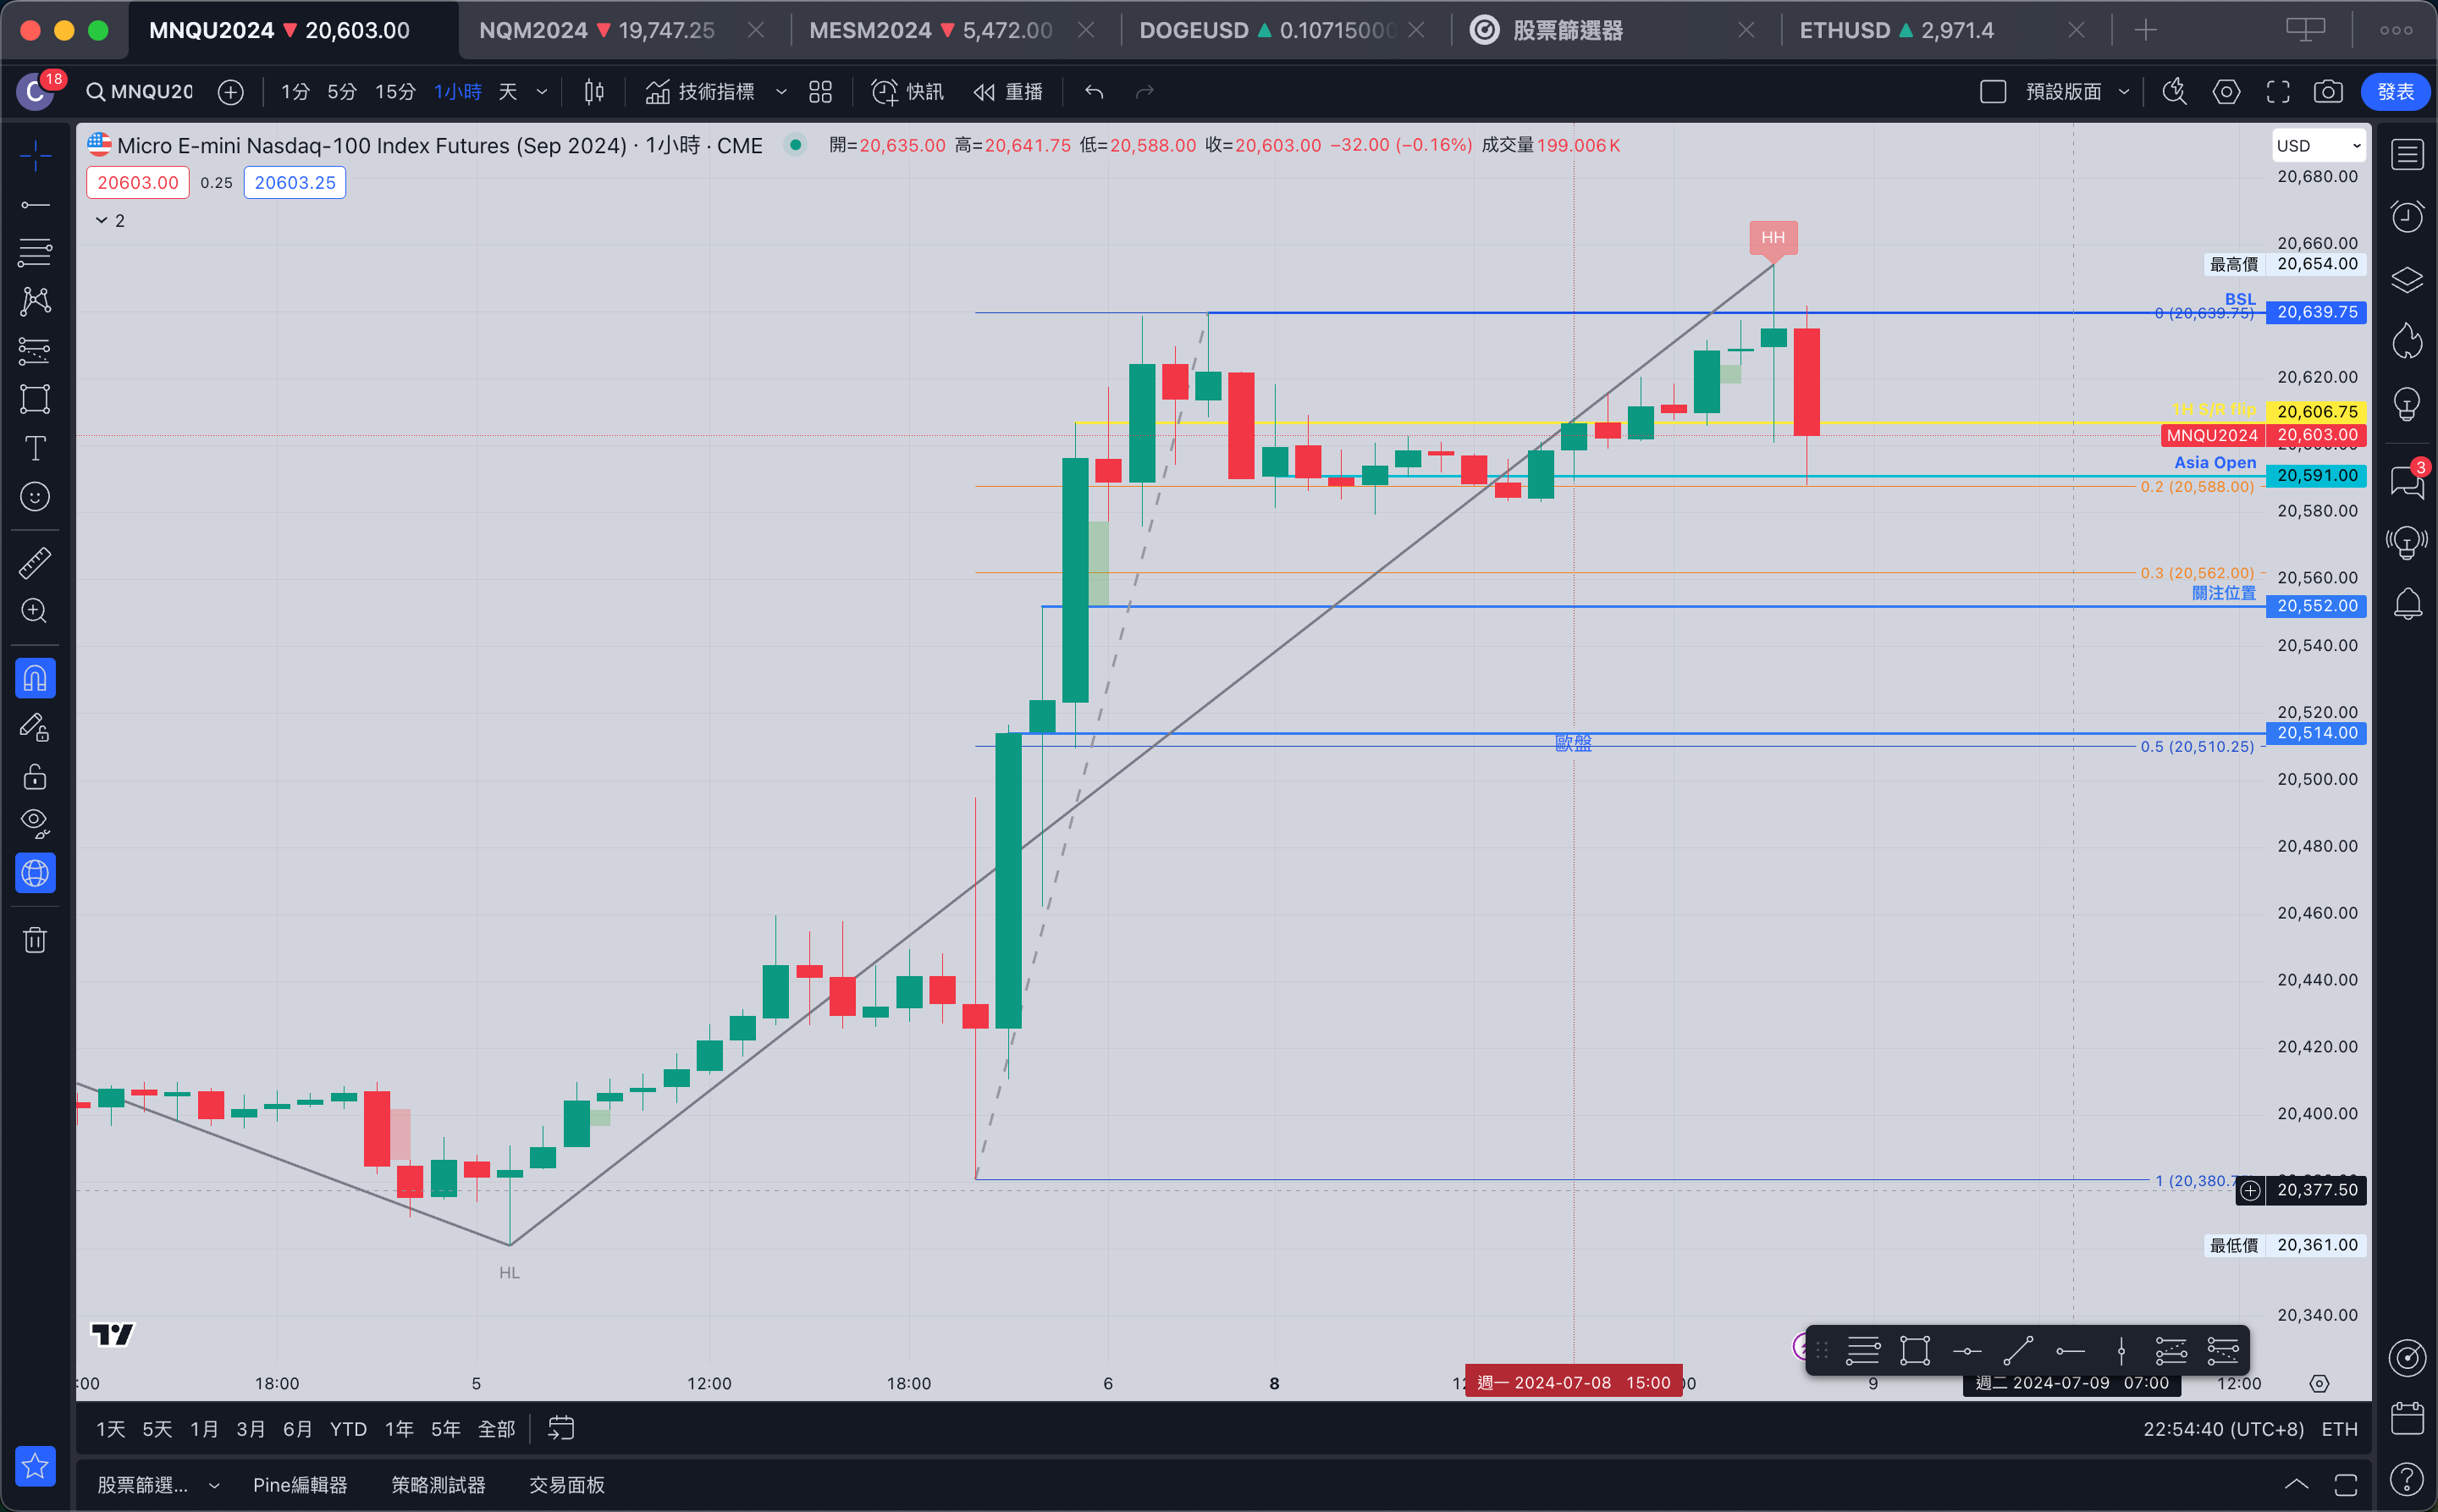 MNQU2024 ▼ 20,603.00
NQM2024 ▼ 19,747.25
MESM2024 ▼ 5,472.00
DOGEUSD ▲ 0.10715000
股票篩選器
ETHUSD ▲ 2,971.4
C 18
MNQU20
1分 5分 15分 1小時 天
技術指標
快訊
重播
預設版面
發表
Micro E-mini Nasdaq-100 Index Futures (Sep 2024) · 1小時 · CME
開=20,635.00 高=20,641.75 低=20,588.00 收=20,603.00 −32.00 (−0.16%) 成交量199.006K
USD
20603.00 0.25 20603.25
2
20,680.00
HH
20,660.00
最高價 20,654.00
BSL
0 (20,639.75) 20,639.75
20,620.00
1H S/R flip 20,606.75
MNQU2024 20,603.00
Asia Open
20,591.00
0.2 (20,588.00)
3
20,580.00
0.3 (20,562.00) 20,560.00
關注位置
20,552.00
20,540.00
20,520.00
20,514.00
歐盤
0.5 (20,510.25)
20,500.00
20,480.00
20,460.00
20,440.00
20,420.00
20,400.00
1 (20,380.7
20,377.50
最低價 20,361.00
HL
20,340.00
:00 18:00 5 12:00 18:00 6 8 週一 2024-07-08 15:00 9 週二 2024-07-09 07:00 12:00
1天 5天 1月 3月 6月 YTD 1年 5年 全部
22:54:40 (UTC+8) ETH
股票篩選... Pine編輯器 策略測試器 交易面板